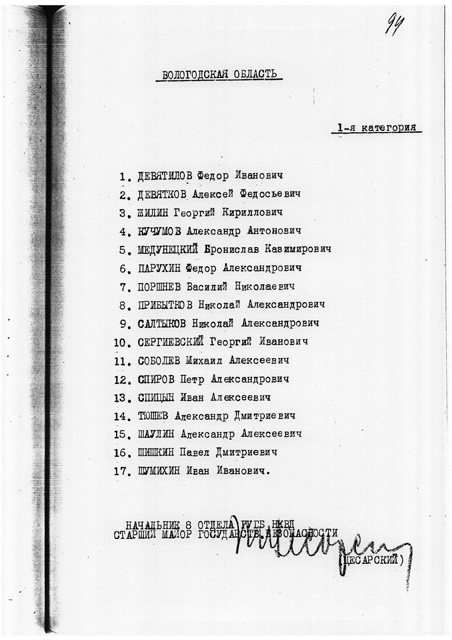 94
ВОЛОГОДСКАЯ ОБЛАСТЬ
1-я категория
1. ДЕВЯТИЛОВ Федор Иванович
2. ДЕВЯТКОВ Алексей Федосьевич
3. ЖИЛИН Георгий Кириллович
4. КУЧУМОВ Александр Антонович
5. МЕДУНЕЦКИЙ Бронислав Казимирович
6. ПАРУХИН Федор Александрович
7. ПОРШНЕВ Василий Николаевич
8. ПРИБЫТКОВ Николай Александрович
9. САЛТЫКОВ Николай Александрович
10. СЕРГИЕВСКИЙ Георгий Иванович
11. СОБОЛЕВ Михаил Алексеевич
12. СПИРОВ Петр Александрович
13. СПИЦЫН Иван Алексеевич
14. ТЮШЕВ Александр Дмитриевич
15. ШАУЛИН Александр Алексеевич
16. ШИШКИН Павел Дмитриевич
17. ШУМИХИН Иван Иванович.
НАЧАЛЬНИК 8 ОТДЕЛА ГУГБ НКВД
СТАРШИЙ МАЙОР ГОСУДАРСТВ.БЕЗОПАСНОСТИ
(ЦЕСАРСКИЙ)